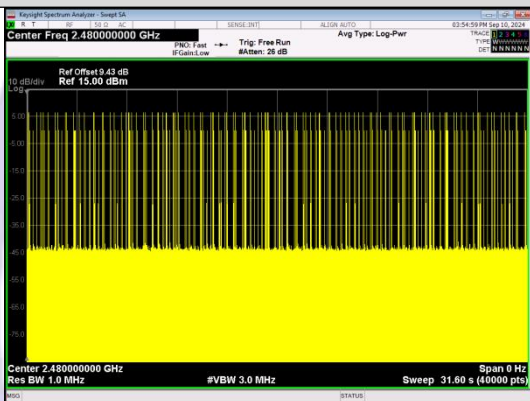 Keysight Spectrum Analyzer - Swept SA
R T RF 50 Ω AC SENSE:INT ALIGN AUTO 03:54:59 PM Sep 10, 2024
Center Freq 2.480000000 GHz Avg Type: Log-Pwr TRACE 1 2 3 4 5 6
PNO: Fast Trig: Free Run TYPE
IFGain:Low #Atten: 26 dB DET N N N N N N
Ref Offset 9.43 dB
10 dB/div Ref 15.00 dBm
Log
5.00
-5.00
-15.0
-25.0
-35.0
-45.0
-55.0
-65.0
-75.0
Center 2.480000000 GHz Span 0 Hz
Res BW 1.0 MHz #VBW 3.0 MHz Sweep 31.60 s (40000 pts)
MSG STATUS